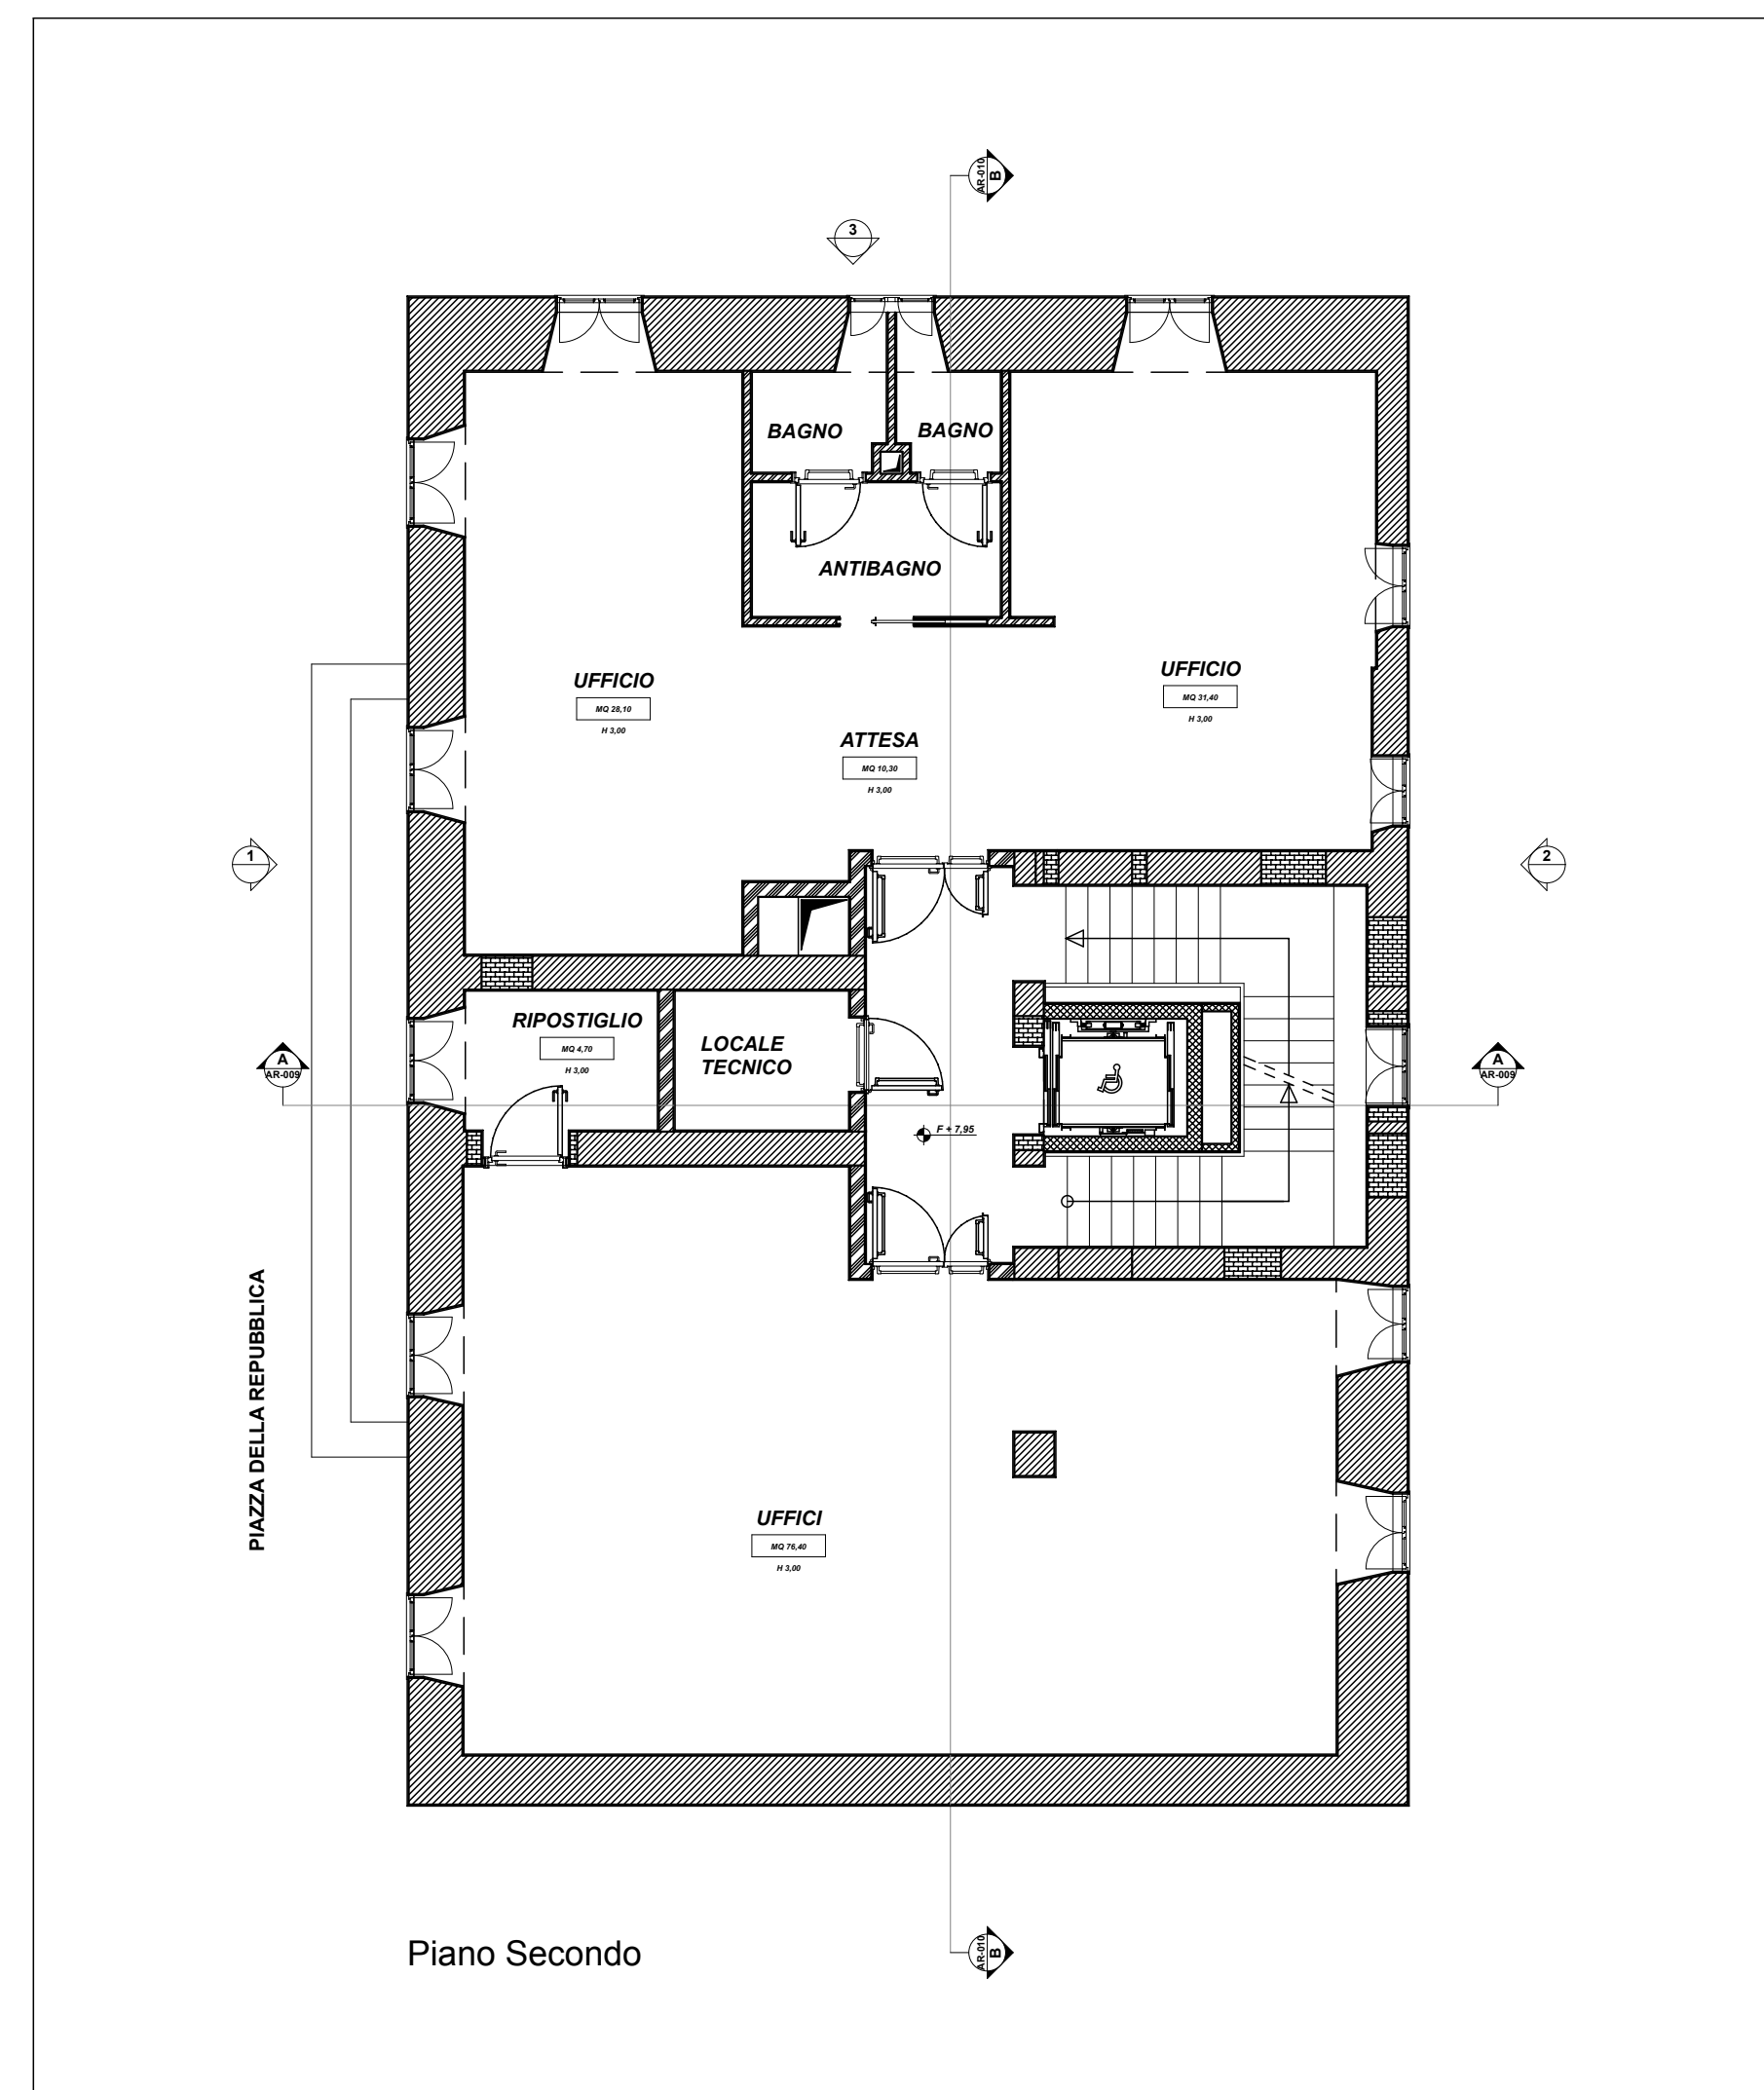 AR-010
B
3
BAGNO
BAGNO
ANTIBAGNO
UFFICIO
MQ 28,10
H 3,00
UFFICIO
MQ 31,40
H 3,00
ATTESA
MQ 10,30
H 3,00
1
2
RIPOSTIGLIO
MQ 4,70
H 3,00
LOCALE
TECNICO
A
AR-009
A
AR-009
F + 7,95
PIAZZA DELLA REPUBBLICA
UFFICI
MQ 76,40
H 3,00
Piano Secondo
AR-010
B